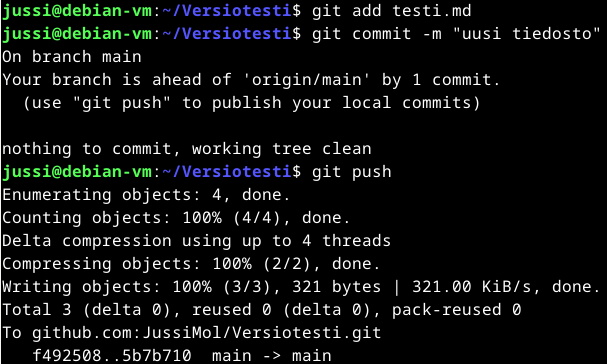 jussi@debian-vm:~/Versiotesti$ git add testi.md
jussi@debian-vm:~/Versiotesti$ git commit -m "uusi tiedosto"
On branch main
Your branch is ahead of 'origin/main' by 1 commit.
  (use "git push" to publish your local commits)

nothing to commit, working tree clean
jussi@debian-vm:~/Versiotesti$ git push
Enumerating objects: 4, done.
Counting objects: 100% (4/4), done.
Delta compression using up to 4 threads
Compressing objects: 100% (2/2), done.
Writing objects: 100% (3/3), 321 bytes | 321.00 KiB/s, done.
Total 3 (delta 0), reused 0 (delta 0), pack-reused 0
To github.com:JussiMol/Versiotesti.git
   f492508..5b7b710  main -> main